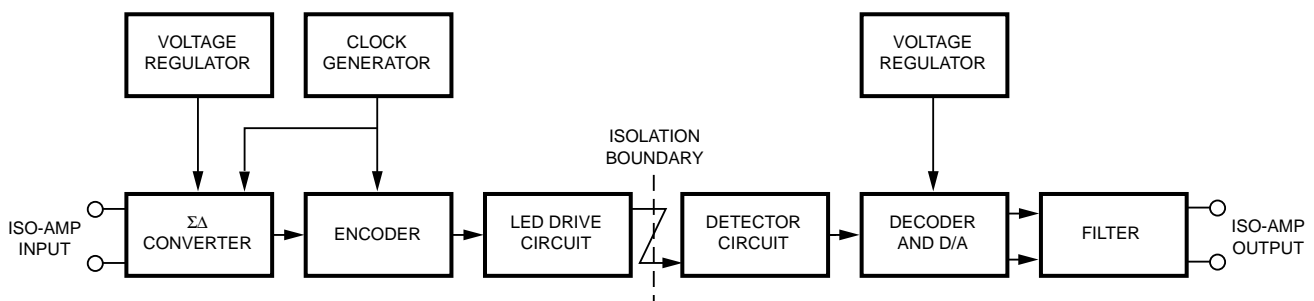 VOLTAGE
REGULATOR
CLOCK
GENERATOR
VOLTAGE
REGULATOR
ISOLATION
BOUNDARY
ISO-AMP
INPUT
ΣΔ
CONVERTER
ENCODER
LED DRIVE
CIRCUIT
DETECTOR
CIRCUIT
DECODER
AND D/A
FILTER
ISO-AMP
OUTPUT